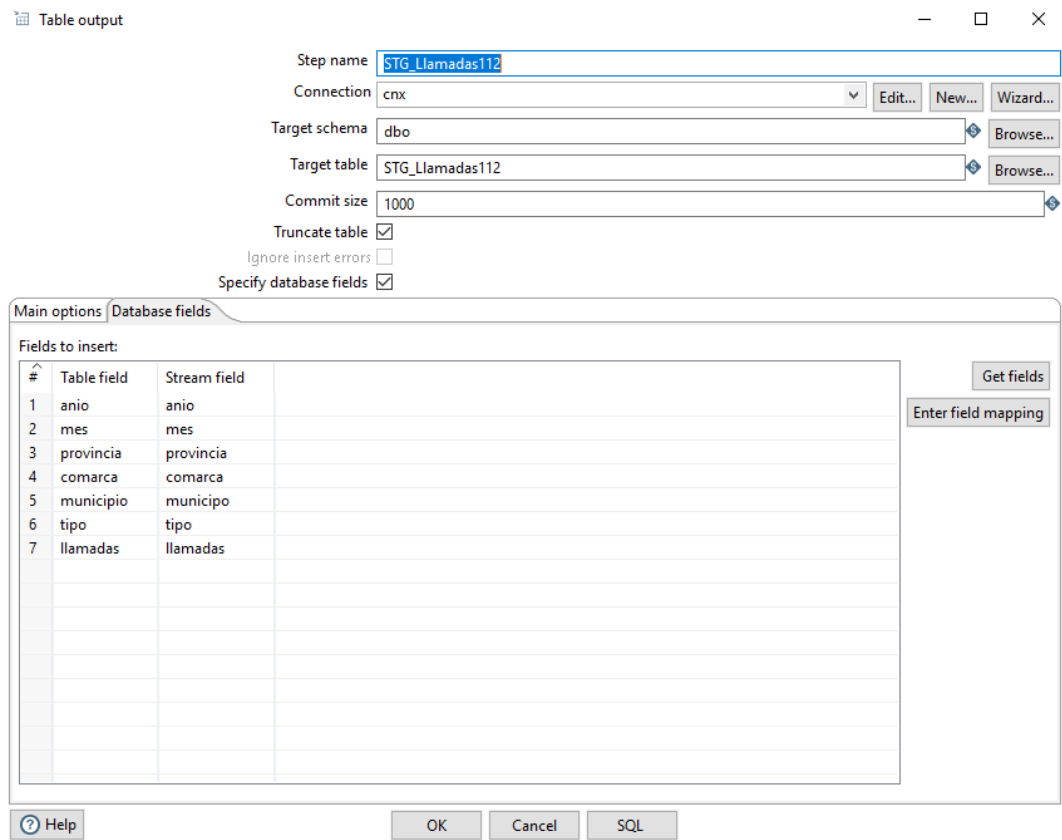 Table output
Step name STG_Llamadas112
Connection cnx Edit... New... Wizard...
Target schema dbo Browse...
Target table STG_Llamadas112 Browse...
Commit size 1000
Truncate table
Ignore insert errors
Specify database fields
Main options Database fields
Fields to insert:
# Table field Stream field Get fields
1 anio anio
Enter field mapping
2 mes mes
3 provincia provincia
4 comarca comarca
5 municipio municipo
6 tipo tipo
7 llamadas llamadas
Help OK Cancel SQL